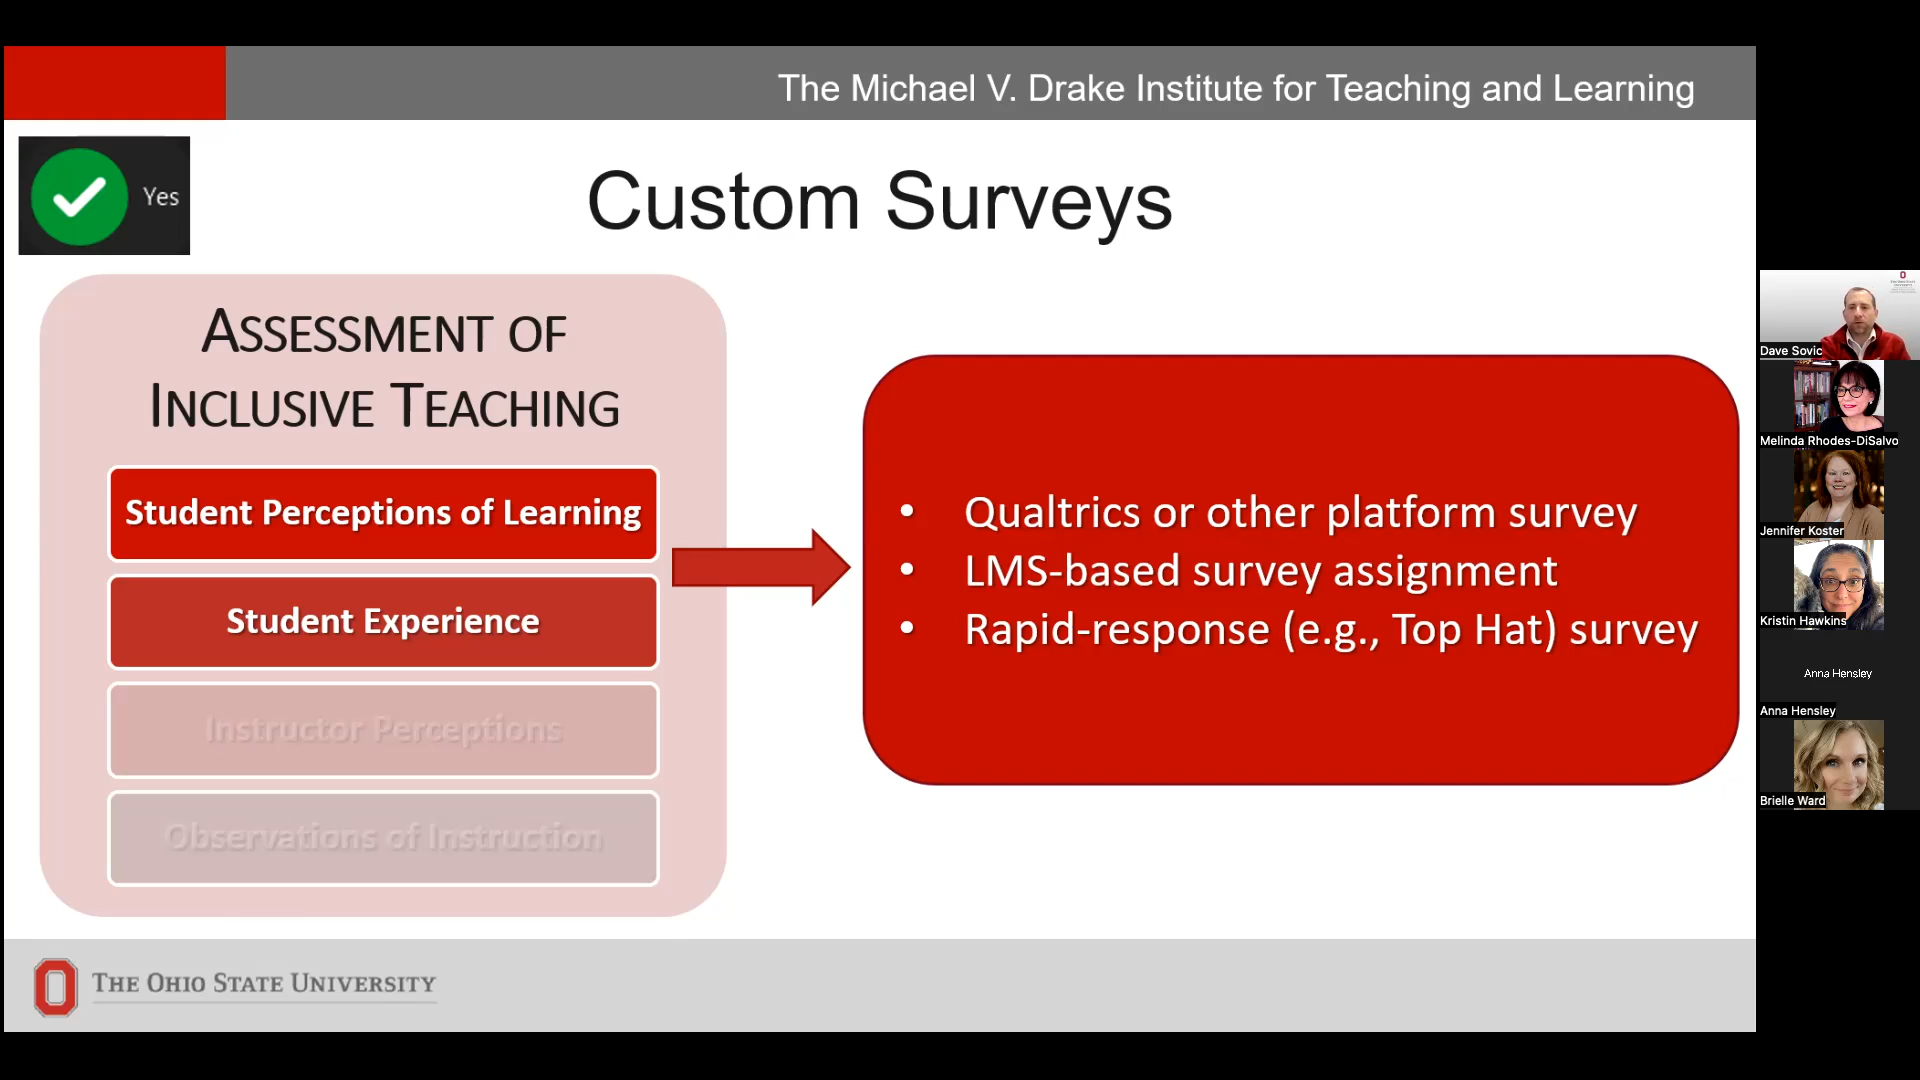 The Michael V. Drake Institute for Teaching and Learning
Yes
Custom Surveys
ASSESSMENT OF
INCLUSIVE TEACHING
Student Perceptions of Learning
Student Experience
Instructor Perceptions
Observations of Instruction
• Qualtrics or other platform survey
• LMS-based survey assignment
• Rapid-response (e.g., Top Hat) survey
THE OHIO STATE UNIVERSITY
Dave Sovic
Melinda Rhodes-DiSalvo
Jennifer Koster
Kristin Hawkins
Anna Hensley
Anna Hensley
Brielle Ward